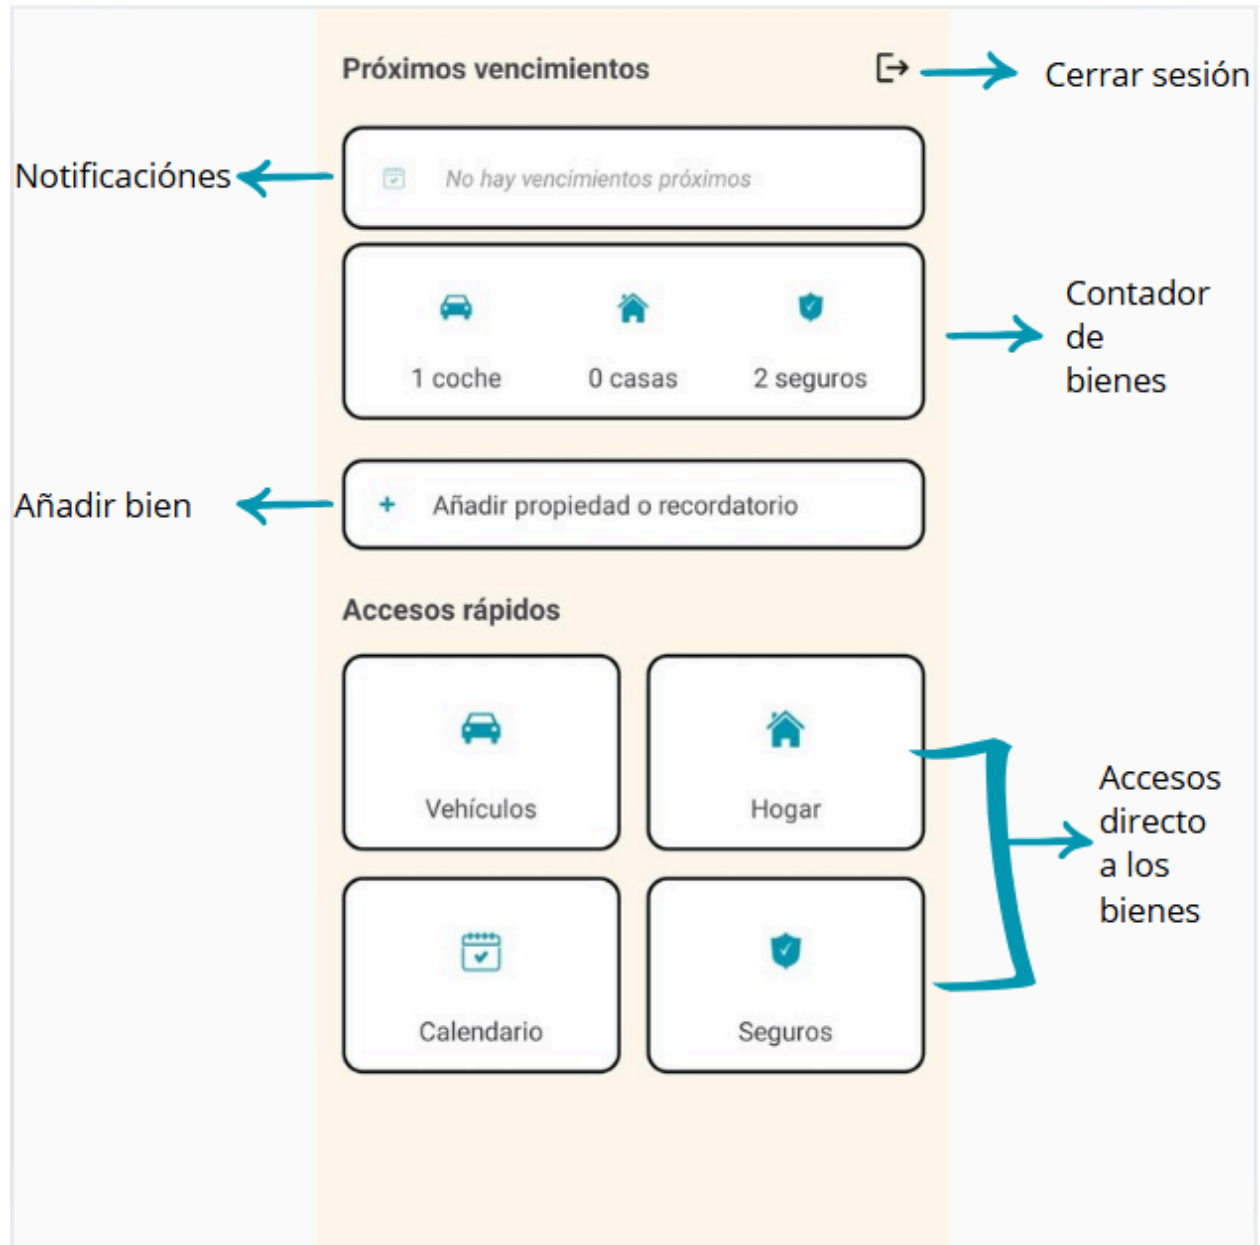 Próximos vencimientos
Cerrar sesión
Notificaciónes
No hay vencimientos próximos
1 coche
0 casas
2 seguros
Contador
de
bienes
Añadir bien
+ Añadir propiedad o recordatorio
Accesos rápidos
Vehículos
Hogar
Accesos
directo
a los
bienes
Calendario
Seguros